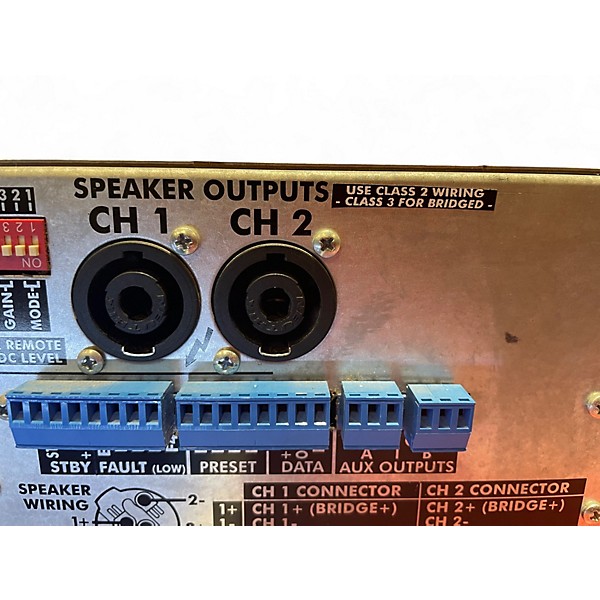 SPEAKER OUTPUTS
USE CLASS 2 WIRING
- CLASS 3 FOR BRIDGED -
321
CH 1 CH 2
1 2 3
ON
GAIN
MODE
REMOTE
DC LEVEL
+ +O
A B
STBY FAULT (LOW) PRESET DATA AUX OUTPUTS
SPEAKER
WIRING
2-
1+
CH 1 CONNECTOR CH 2 CONNECTOR
1+ CH 1+ (BRIDGE+) CH 2+ (BRIDGE+)
1- CH 1- CH 2-